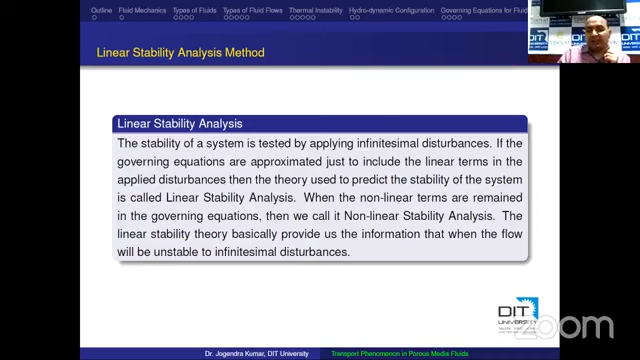 Outline Fluid Mechanics Types of Fluids Types of Fluid Flows Thermal Instability Hydro-dynamic Configuration Governing Equations for Fluid
Linear Stability Analysis Method
Linear Stability Analysis
The stability of a system is tested by applying infinitesimal disturbances. If the
governing equations are approximated just to include the linear terms in the
applied disturbances then the theory used to predict the stability of the system
is called Linear Stability Analysis. When the non-linear terms are remained
in the governing equations, then we call it Non-linear Stability Analysis. The
linear stability theory basically provide us the information that when the flow
will be unstable to infinitesimal disturbances.
DIT
UNIVERSITY
zoom
Dr. Jogendra Kumar, DIT University Transport Phenomenon in Porous Media Fluids